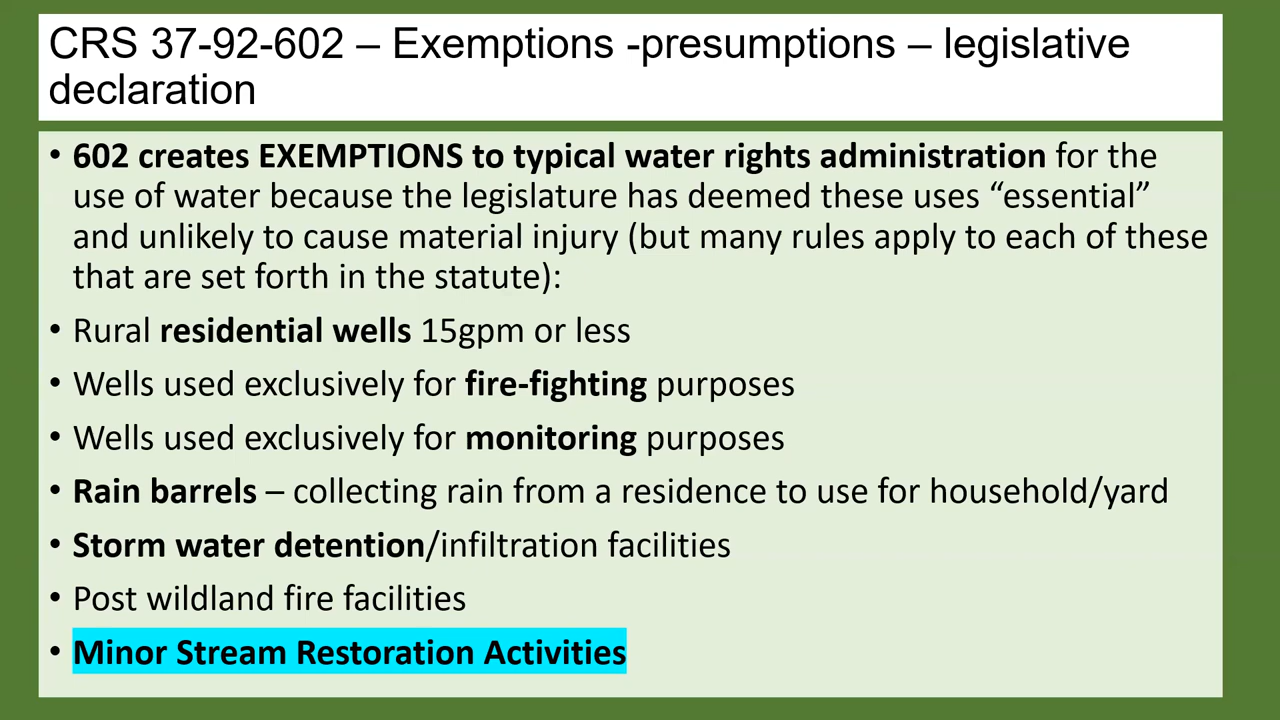 CRS 37-92-602 – Exemptions -presumptions – legislative
declaration
• 602 creates EXEMPTIONS to typical water rights administration for the
use of water because the legislature has deemed these uses “essential”
and unlikely to cause material injury (but many rules apply to each of these
that are set forth in the statute):
• Rural residential wells 15gpm or less
• Wells used exclusively for fire-fighting purposes
• Wells used exclusively for monitoring purposes
• Rain barrels – collecting rain from a residence to use for household/yard
• Storm water detention/infiltration facilities
• Post wildland fire facilities
• Minor Stream Restoration Activities